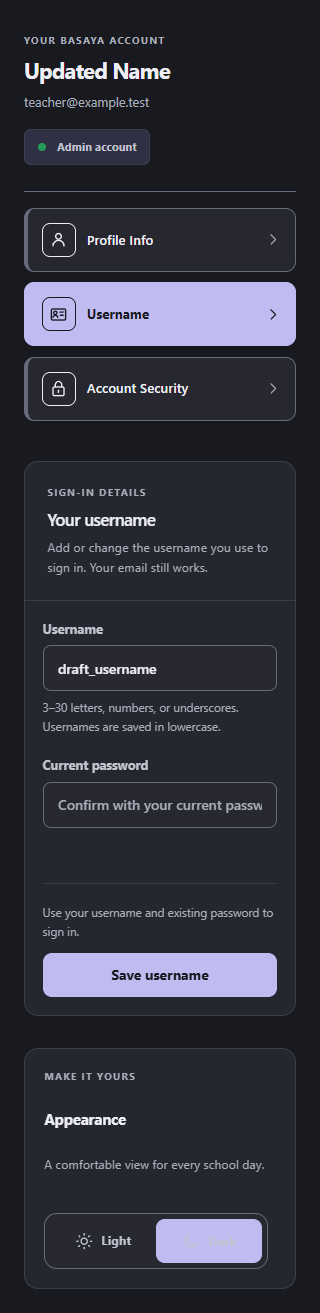 YOUR BASAYA ACCOUNT
Updated Name
teacher@example.test
Admin account
Profile Info
Username
Account Security
SIGN-IN DETAILS
Your username
Add or change the username you use to
sign in. Your email still works.
Username
draft_username
3–30 letters, numbers, or underscores.
Usernames are saved in lowercase.
Current password
Confirm with your current passw
Use your username and existing password to
sign in.
Save username
MAKE IT YOURS
Appearance
A comfortable view for every school day.
Light